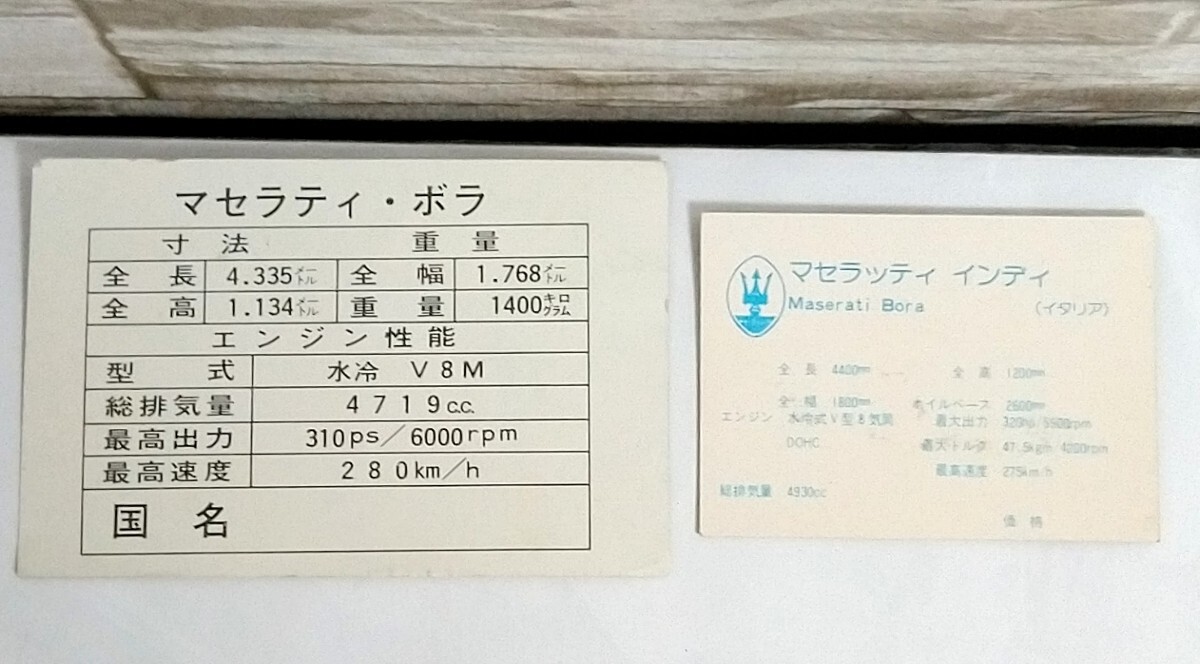 マセラティ・ボラ
寸法 重量
全長 4.335メートル 全幅 1.768メートル
全高 1.134メートル 重量 1400キログラム
エンジン性能
型式 水冷 V8M
総排気量 4719c.c.
最高出力 310ps/6000rpm
最高速度 280km/h
国名
マセラッティ インディ
Maserati Bora (イタリア)
全長 4400mm 全高 1200mm
全幅 1800mm ホイルベース 2600mm
エンジン 水冷式V型8気筒 最大出力 320hp/5500rpm
DOHC 最大トルク 47.5kgm/4200rpm
最高速度 275km/h
総排気量 4930cc
価格